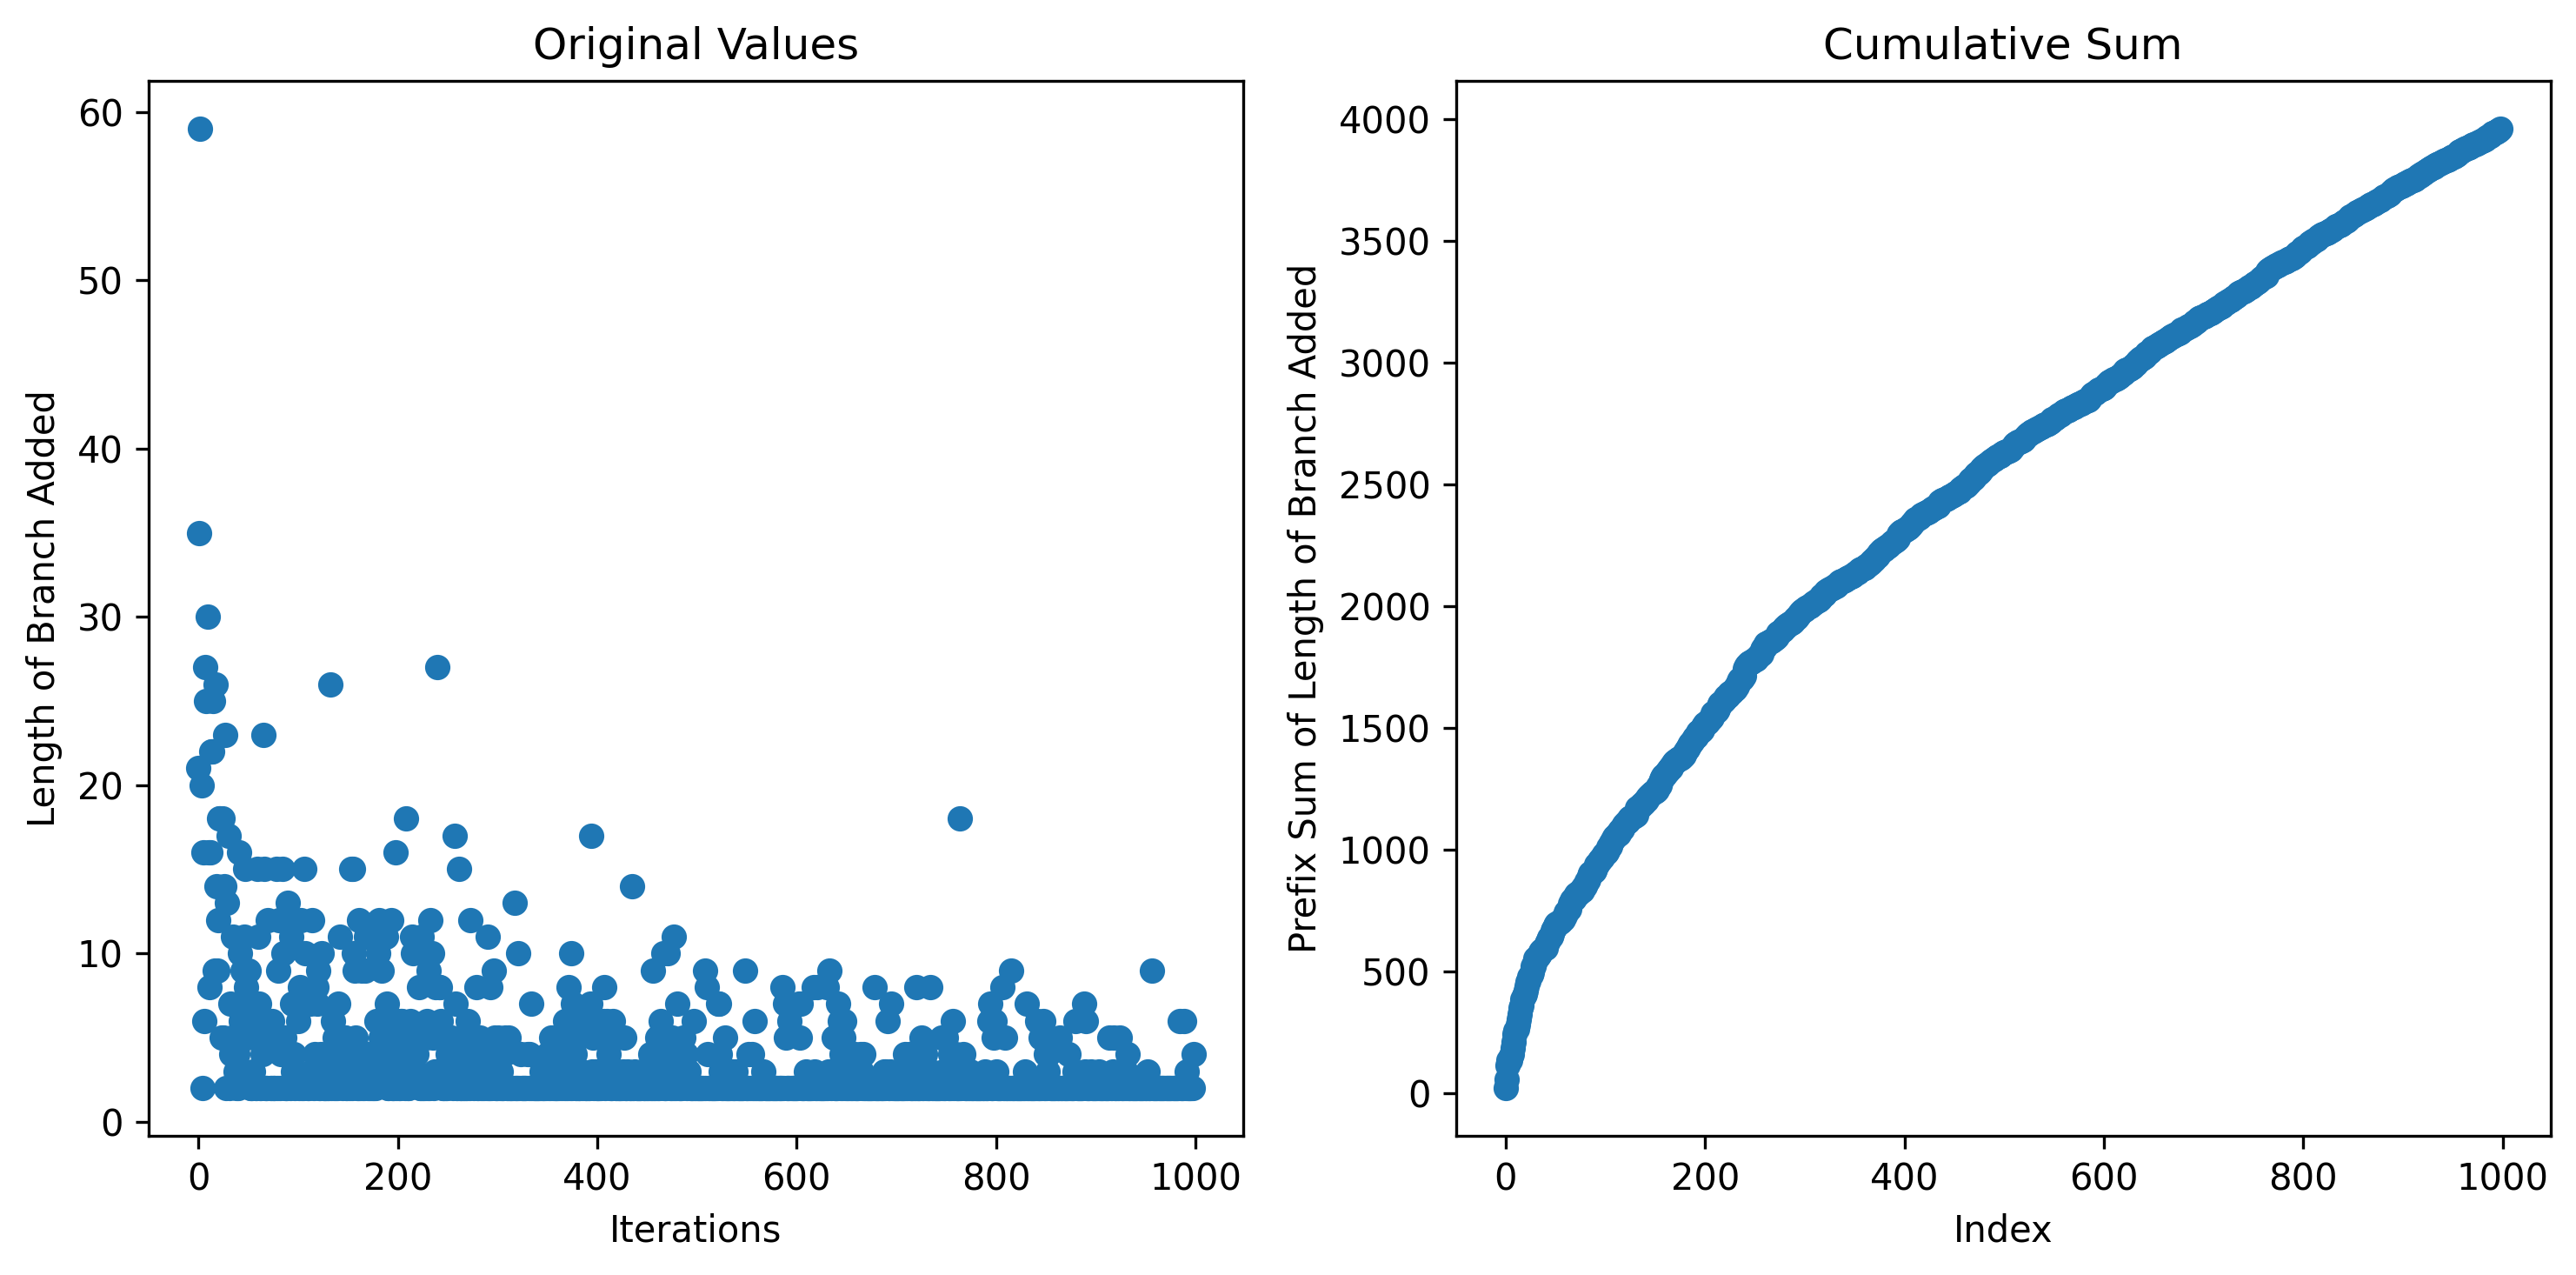 Original Values
60
50
40
30
20
10
0
Length of Branch Added
0 200 400 600 800 1000
Iterations
Cumulative Sum
4000
3500
3000
2500
2000
1500
1000
500
0
Prefix Sum of Length of Branch Added
0 200 400 600 800 1000
Index